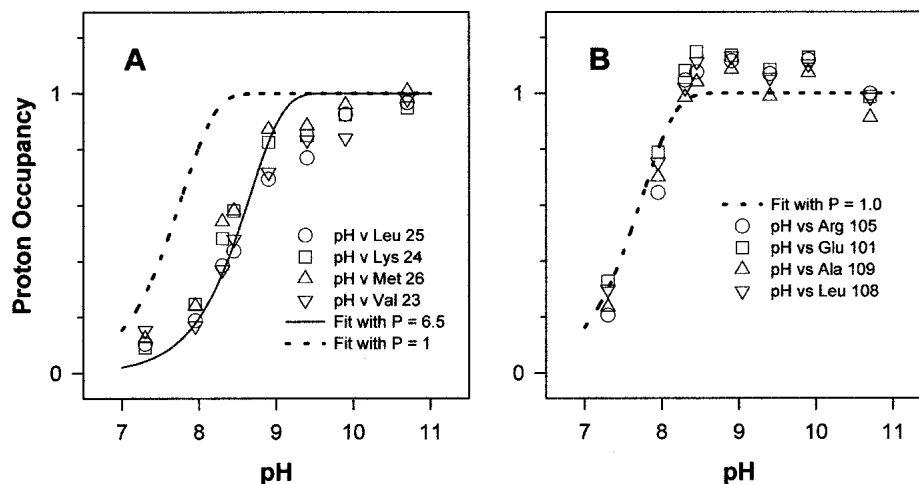 A
Proton Occupancy
1
0
pH v Leu 25
pH v Lys 24
pH v Met 26
pH v Val 23
Fit with P = 6.5
Fit with P = 1
7 8 9 10 11
pH
B
1
0
Fit with P = 1.0
pH vs Arg 105
pH vs Glu 101
pH vs Ala 109
pH vs Leu 108
7 8 9 10 11
pH